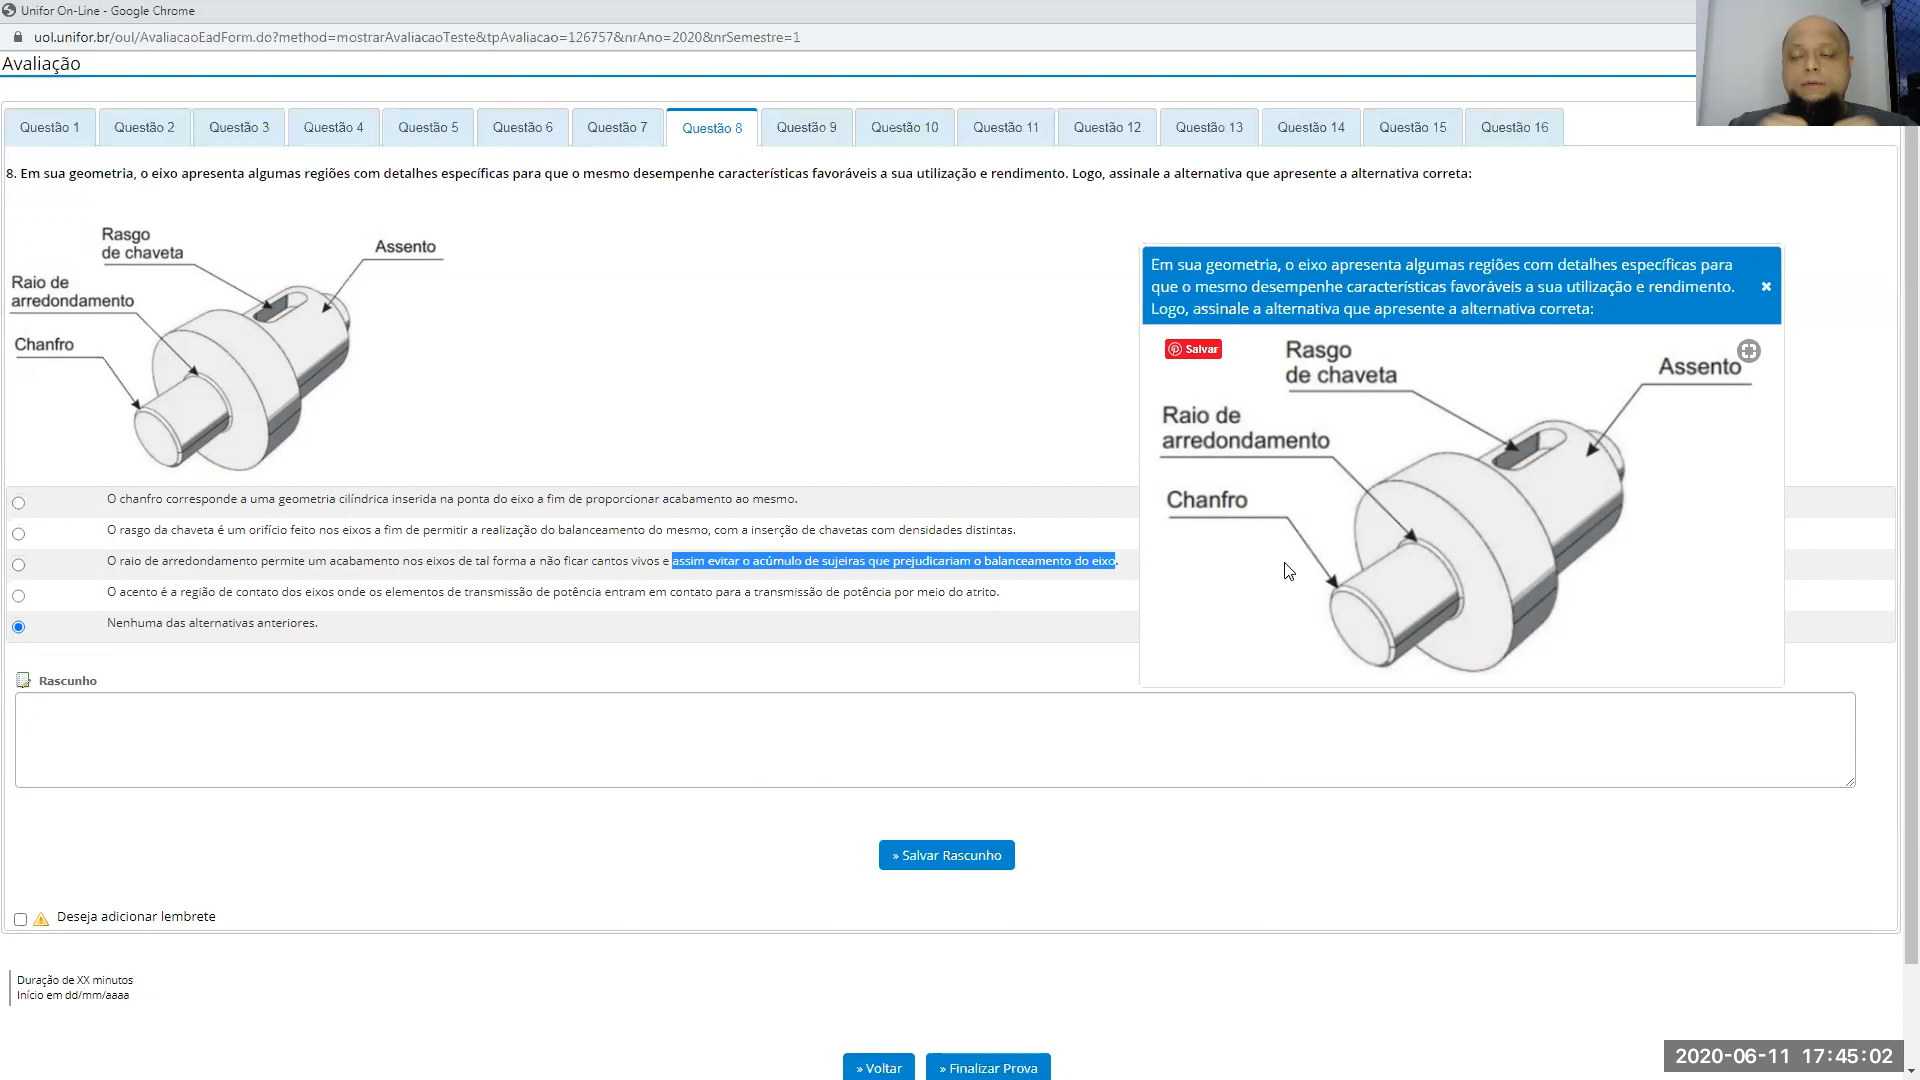 Unifor On-Line - Google Chrome
uol.unifor.br/oul/AvaliacaoEadForm.do?method=mostrarAvaliacaoTeste&tpAvaliacao=126757&nrAno=2020&nrSemestre=1
Avaliação
Questão 1
Questão 2
Questão 3
Questão 4
Questão 5
Questão 6
Questão 7
Questão 8
Questão 9
Questão 10
Questão 11
Questão 12
Questão 13
Questão 14
Questão 15
Questão 16
8. Em sua geometria, o eixo apresenta algumas regiões com detalhes específicas para que o mesmo desempenhe características favoráveis a sua utilização e rendimento. Logo, assinale a alternativa que apresente a alternativa correta:
Rasgo
de chaveta
Assento
Raio de
arredondamento
Chanfro
Em sua geometria, o eixo apresenta algumas regiões com detalhes específicas para
que o mesmo desempenhe características favoráveis a sua utilização e rendimento.
Logo, assinale a alternativa que apresente a alternativa correta:
Salvar
Rasgo
de chaveta
Assento
Raio de
arredondamento
Chanfro
O chanfro corresponde a uma geometria cilíndrica inserida na ponta do eixo a fim de proporcionar acabamento ao mesmo.
O rasgo da chaveta é um orifício feito nos eixos a fim de permitir a realização do balanceamento do mesmo, com a inserção de chavetas com densidades distintas.
O raio de arredondamento permite um acabamento nos eixos de tal forma a não ficar cantos vivos e assim evitar o acúmulo de sujeiras que prejudicariam o balanceamento do eixo.
O acento é a região de contato dos eixos onde os elementos de transmissão de potência entram em contato para a transmissão de potência por meio do atrito.
Nenhuma das alternativas anteriores.
Rascunho
» Salvar Rascunho
Deseja adicionar lembrete
Duração de XX minutos
Início em dd/mm/aaaa
» Voltar
» Finalizar Prova
2020-06-11 17:45:02